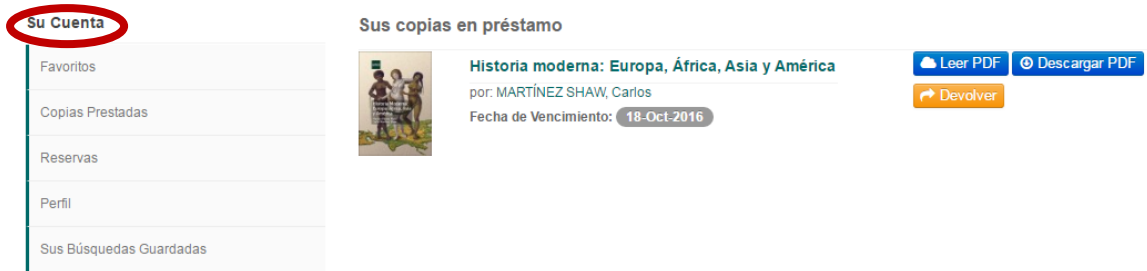 Su Cuenta
Favoritos
Copias Prestadas
Reservas
Perfil
Sus Búsquedas Guardadas
Sus copias en préstamo
Historia moderna: Europa, África, Asia y América
por: MARTÍNEZ SHAW, Carlos
Fecha de Vencimiento: 18-Oct-2016
Leer PDF
Descargar PDF
Devolver